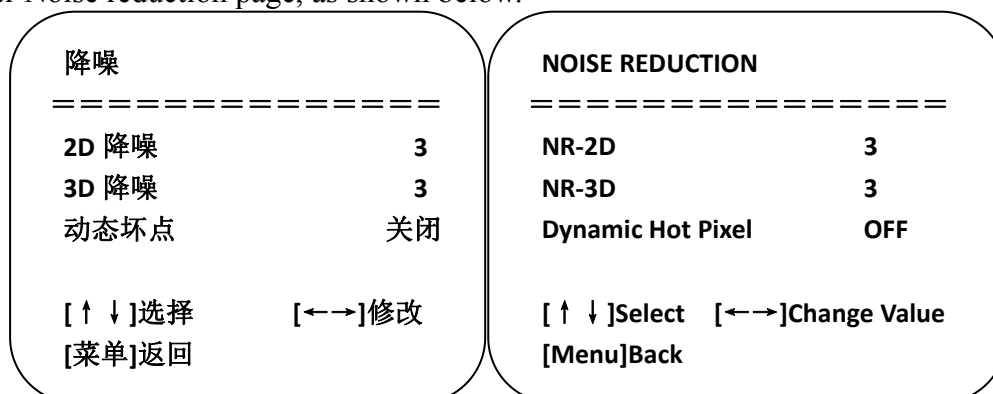 Noise reduction page, as shown below.
降噪
===============
2D 降噪 3
3D 降噪 3
动态坏点 关闭
[↑↓]选择 [←→]修改
[菜单]返回
NOISE REDUCTION
===============
NR-2D 3
NR-3D 3
Dynamic Hot Pixel OFF
[↑↓]Select [←→]Change Value
[Menu]Back